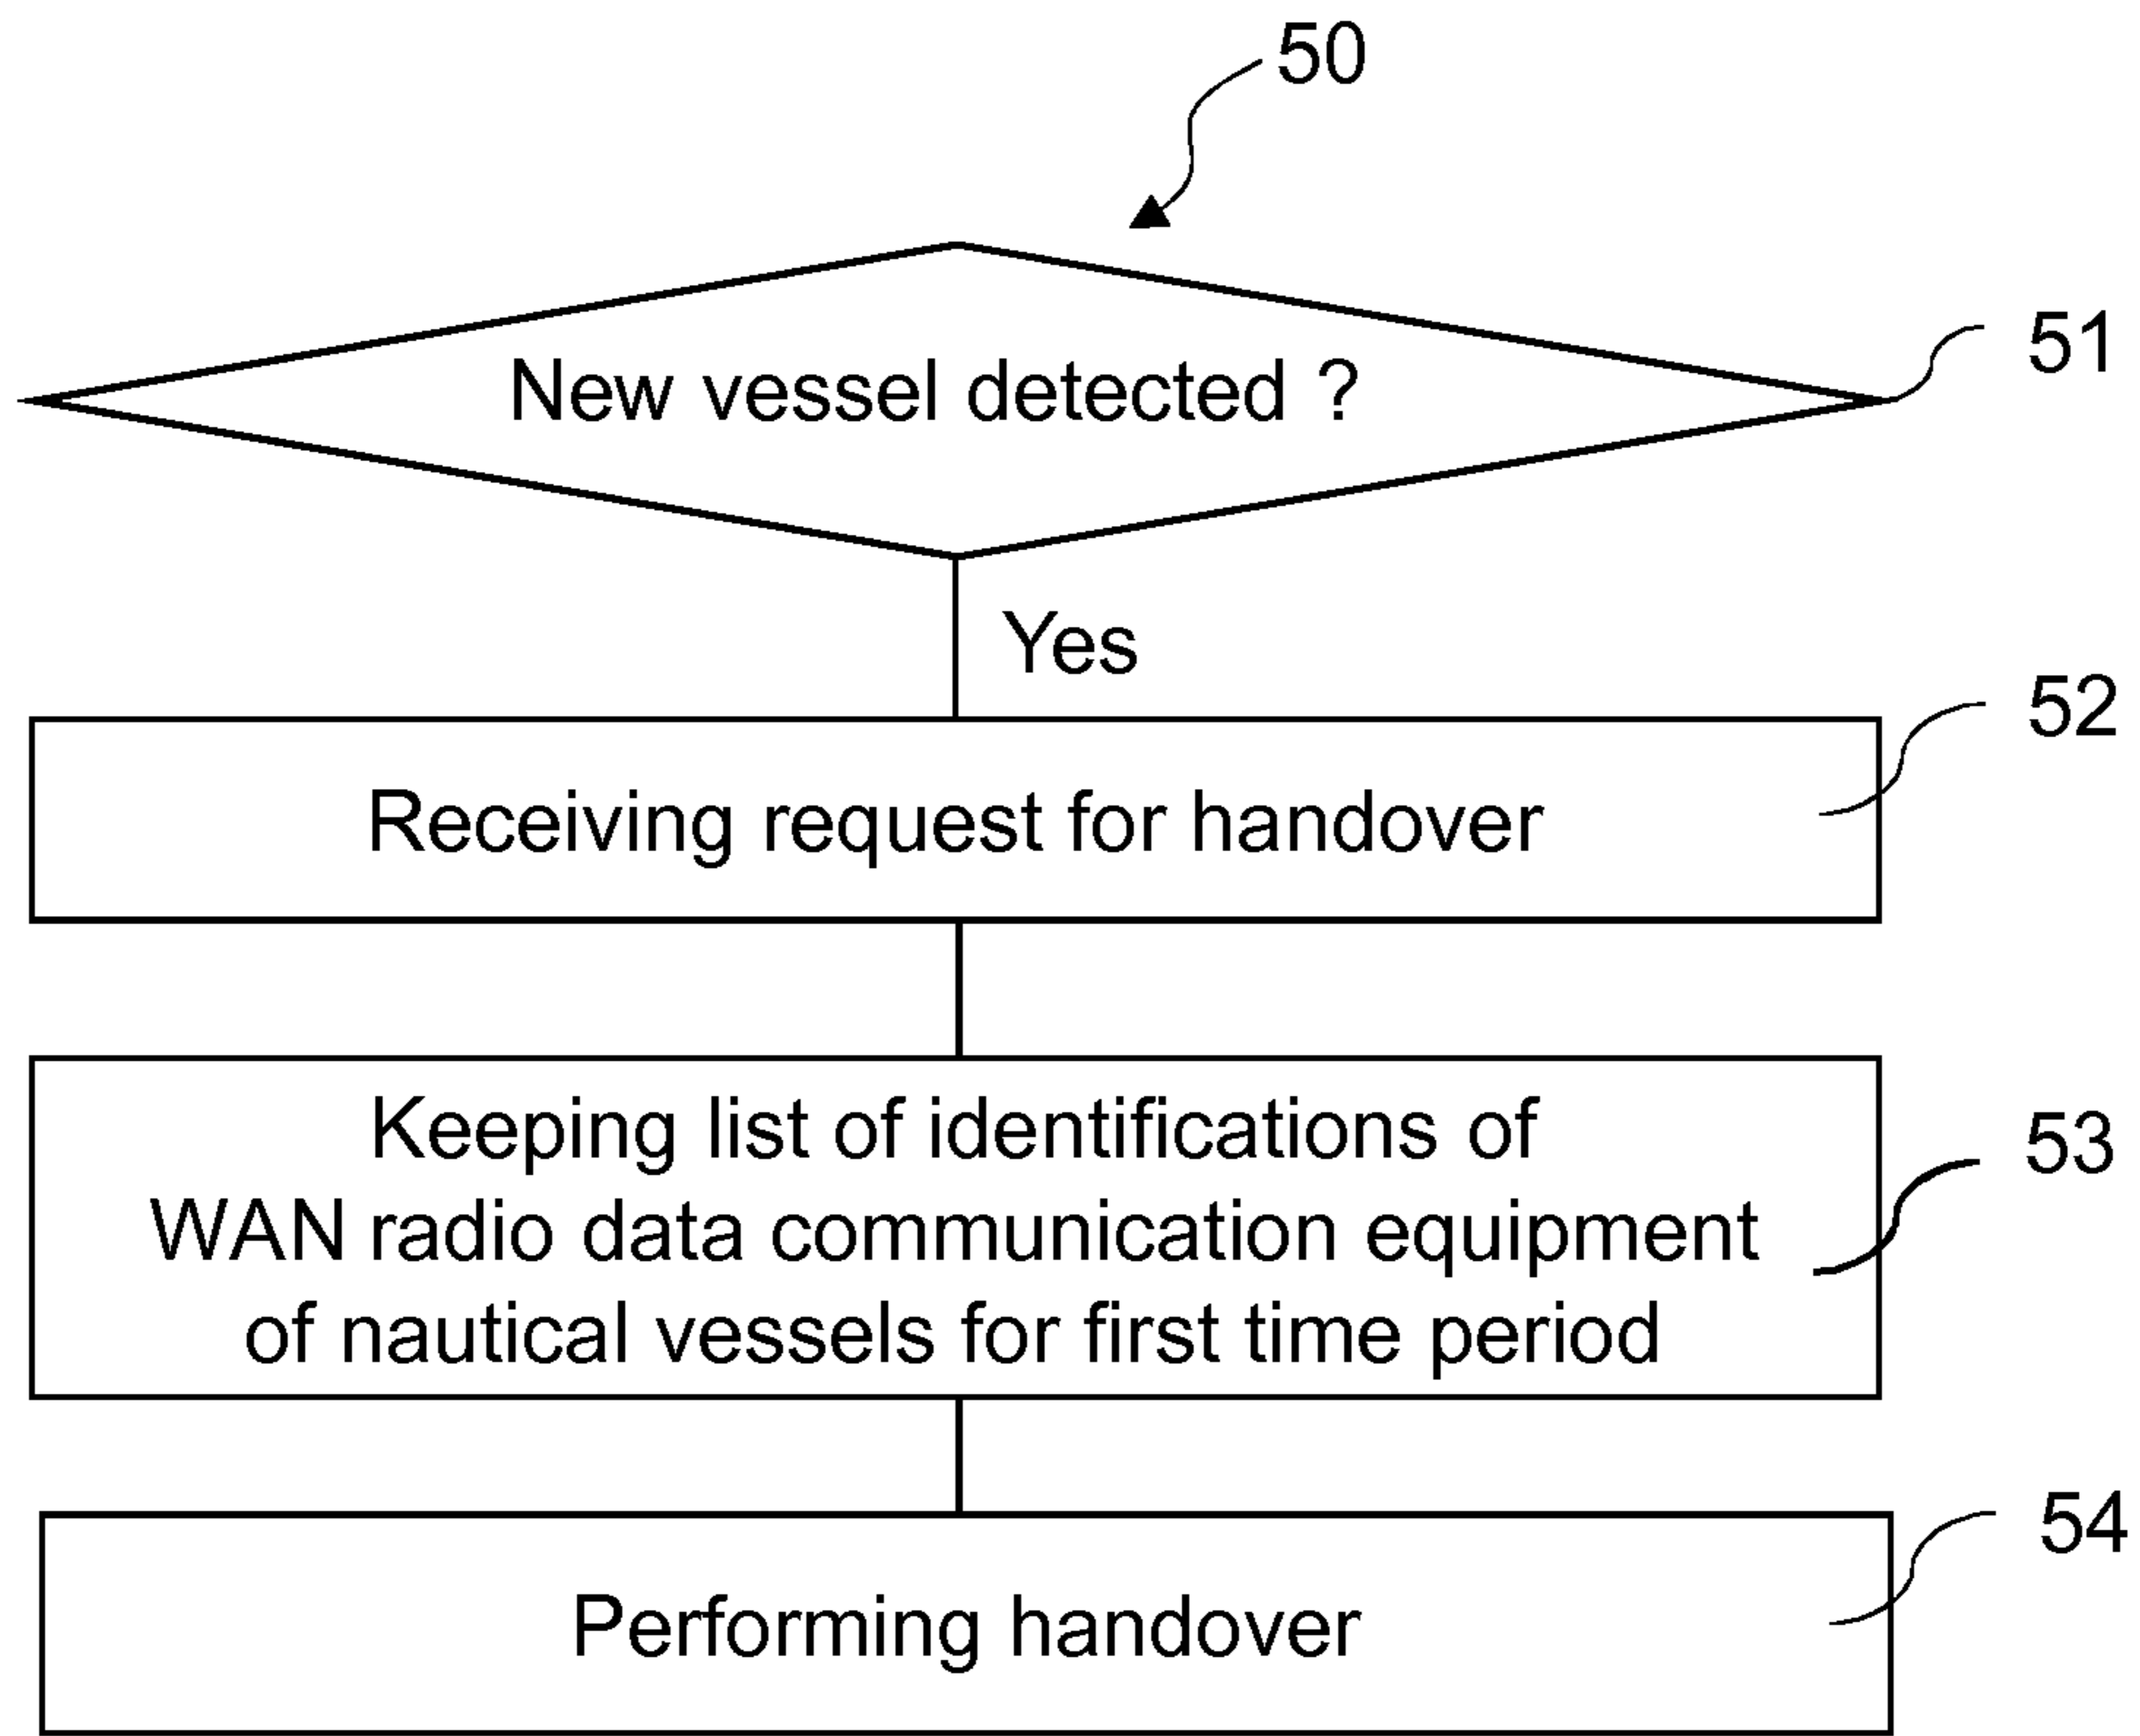 50
New vessel detected ?
51
Yes
52
Receiving request for handover
Keeping list of identifications of
53
WAN radio data communication equipment
of nautical vessels for first time period
54
Performing handover